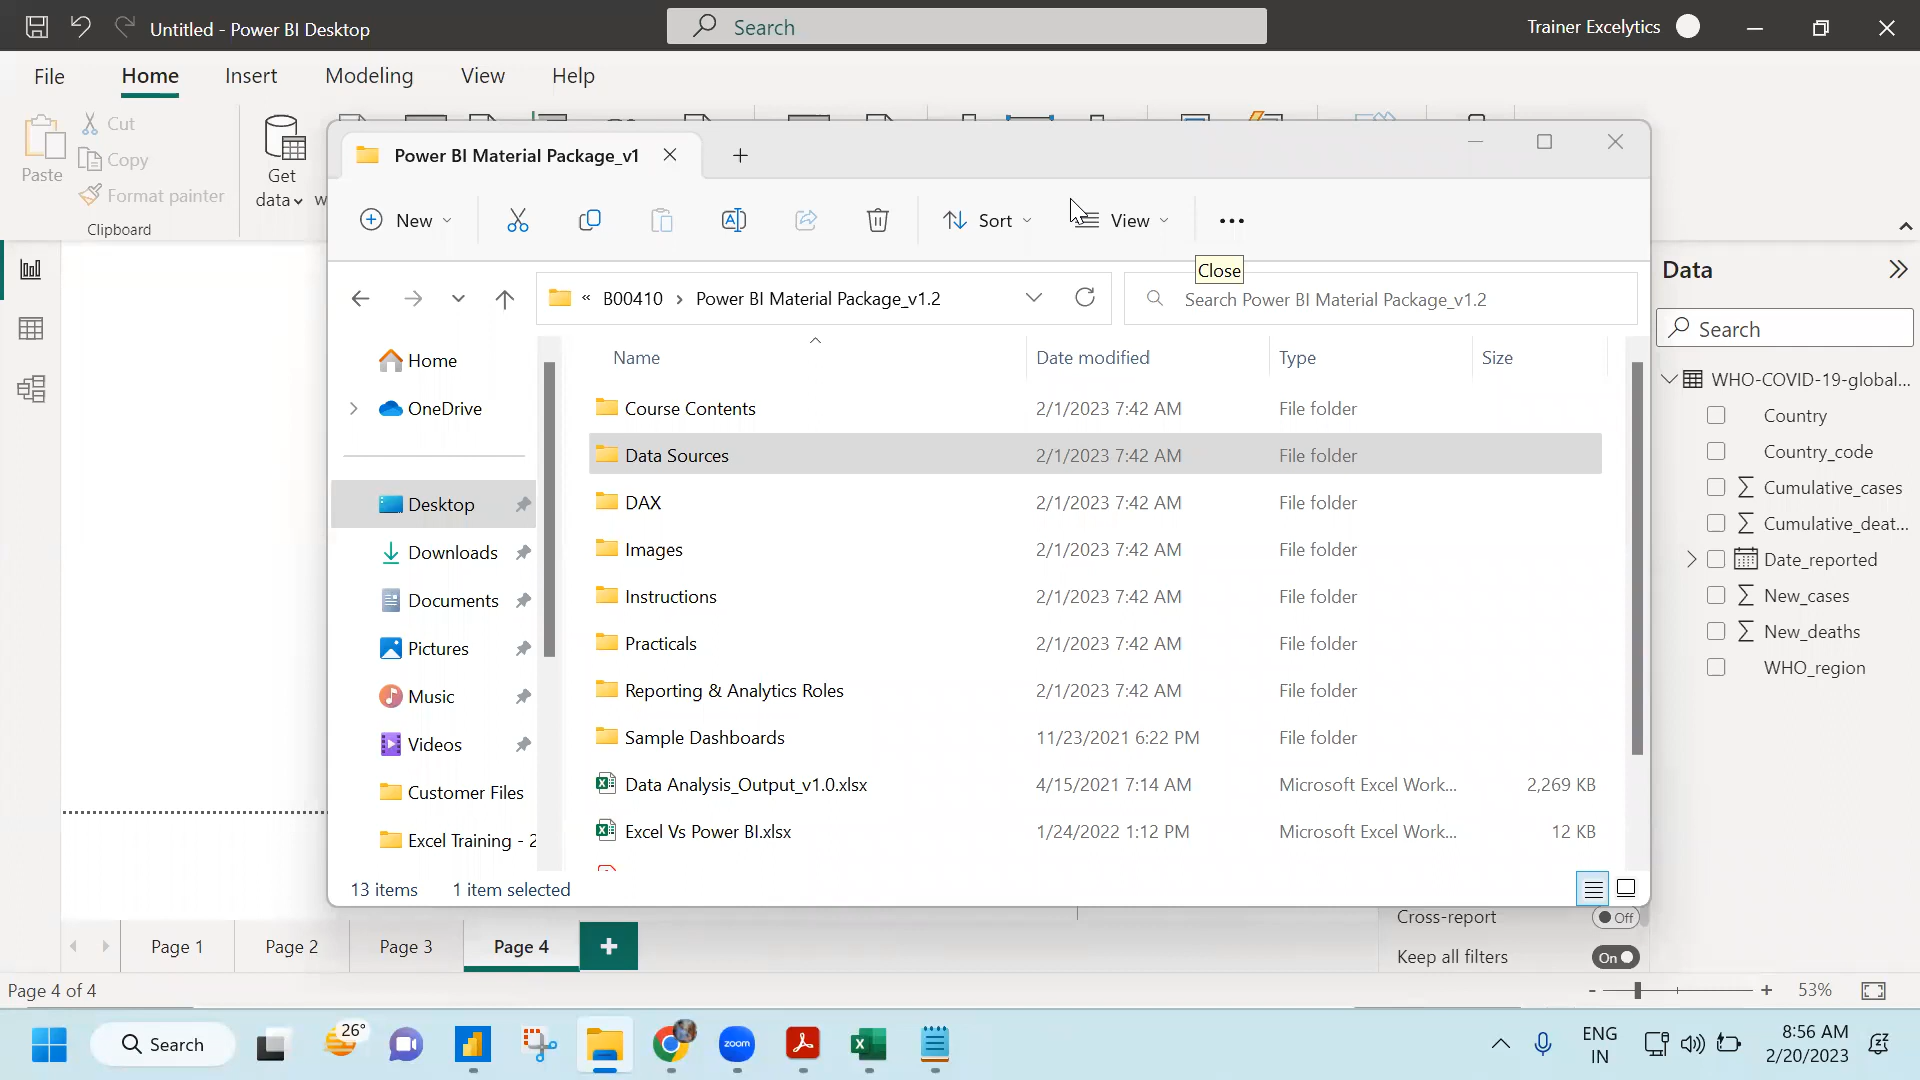 Untitled - Power BI Desktop
Search
Trainer Excelytics
File Home Insert Modeling View Help
Paste
Cut
Copy
Format painter
Clipboard
Get
data
w
Power BI Material Package_v1
New
Sort
View
Close
« B00410 > Power BI Material Package_v1.2
Search Power BI Material Package_v1.2
Home
OneDrive
Desktop
Downloads
Documents
Pictures
Music
Videos
Customer Files
Excel Training - 2
Name Date modified Type Size
Course Contents 2/1/2023 7:42 AM File folder
Data Sources 2/1/2023 7:42 AM File folder
DAX 2/1/2023 7:42 AM File folder
Images 2/1/2023 7:42 AM File folder
Instructions 2/1/2023 7:42 AM File folder
Practicals 2/1/2023 7:42 AM File folder
Reporting & Analytics Roles 2/1/2023 7:42 AM File folder
Sample Dashboards 11/23/2021 6:22 PM File folder
Data Analysis_Output_v1.0.xlsx 4/15/2021 7:14 AM Microsoft Excel Work... 2,269 KB
Excel Vs Power BI.xlsx 1/24/2022 1:12 PM Microsoft Excel Work... 12 KB
13 items 1 item selected
Data
Search
WHO-COVID-19-global...
Country
Country_code
Cumulative_cases
Cumulative_deat...
Date_reported
New_cases
New_deaths
WHO_region
Cross-report Off
Keep all filters On
Page 1 Page 2 Page 3 Page 4 +
Page 4 of 4
- + 53%
Search
26°
zoom
ENG
IN
8:56 AM
2/20/2023